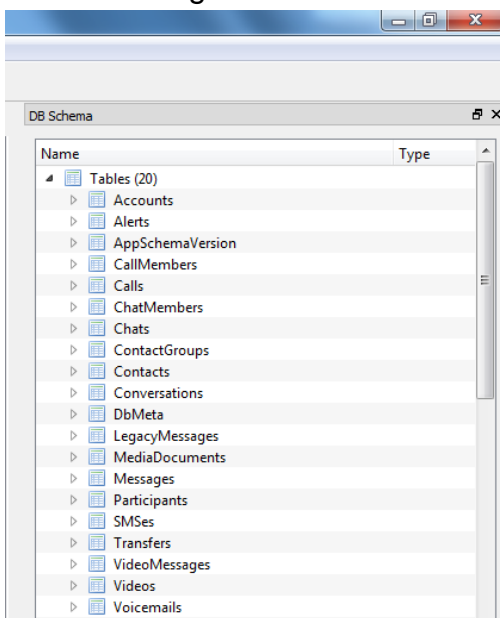 DB Schema
Name Type
Tables (20)
Accounts
Alerts
AppSchemaVersion
CallMembers
Calls
ChatMembers
Chats
ContactGroups
Contacts
Conversations
DbMeta
LegacyMessages
MediaDocuments
Messages
Participants
SMSes
Transfers
VideoMessages
Videos
Voicemails